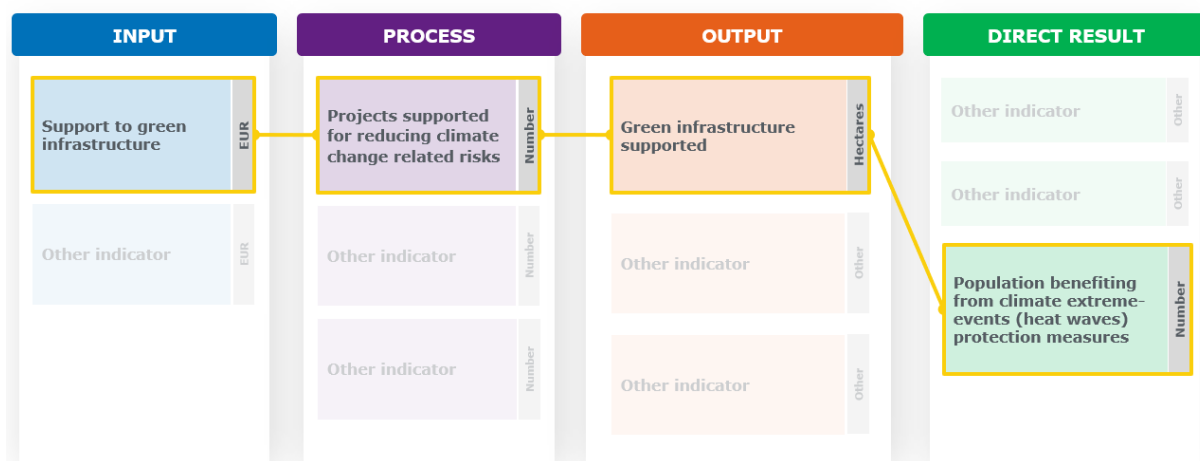 INPUT
PROCESS
OUTPUT
DIRECT RESULT
Support to green
infrastructure
EUR
Other indicator
EUR
Projects supported
for reducing climate
change related risks
Number
Other indicator
Number
Other indicator
Number
Green infrastructure
supported
Hectares
Other indicator
Other
Other indicator
Other
Other indicator
Other
Other indicator
Other
Population benefiting
from climate extreme-
events (heat waves)
protection measures
Number